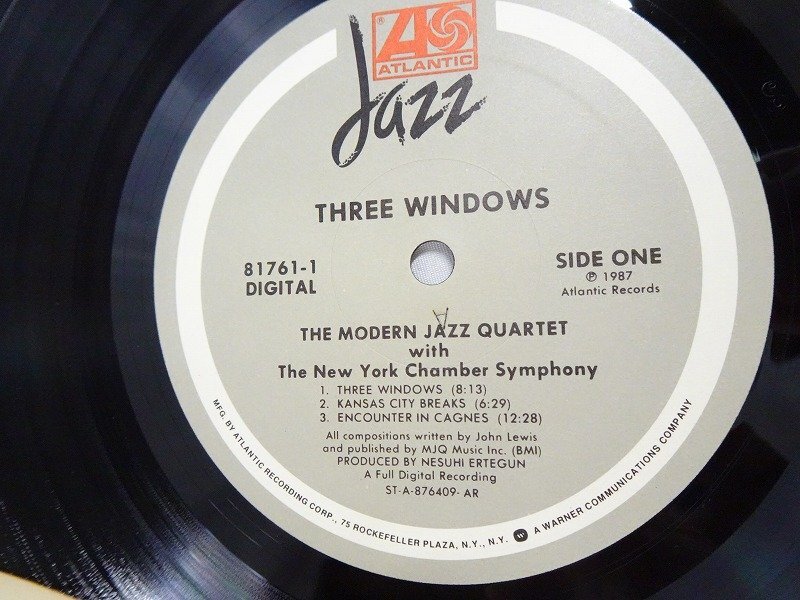 ®
ATLANTIC
Jazz
THREE WINDOWS
81761-1
DIGITAL
SIDE ONE
℗ 1987
Atlantic Records
THE MODERN JAZZ QUARTET
with
The New York Chamber Symphony
1. THREE WINDOWS (8:13)
2. KANSAS CITY BREAKS (6:29)
3. ENCOUNTER IN CAGNES (12:28)
All compositions written by John Lewis
and published by MJQ Music Inc. (BMI)
PRODUCED BY NESUHI ERTEGUN
A Full Digital Recording
ST-A-876409- AR
MFG. BY ATLANTIC RECORDING CORP., 75 ROCKEFELLER PLAZA, N.Y., N.Y. W A WARNER COMMUNICATIONS COMPANY